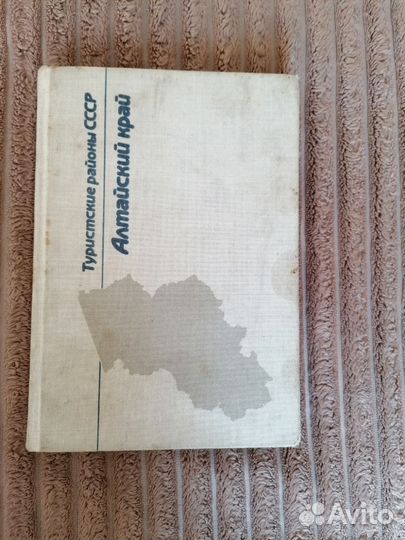 Туристские районы СССР
Алтайский край
Avito